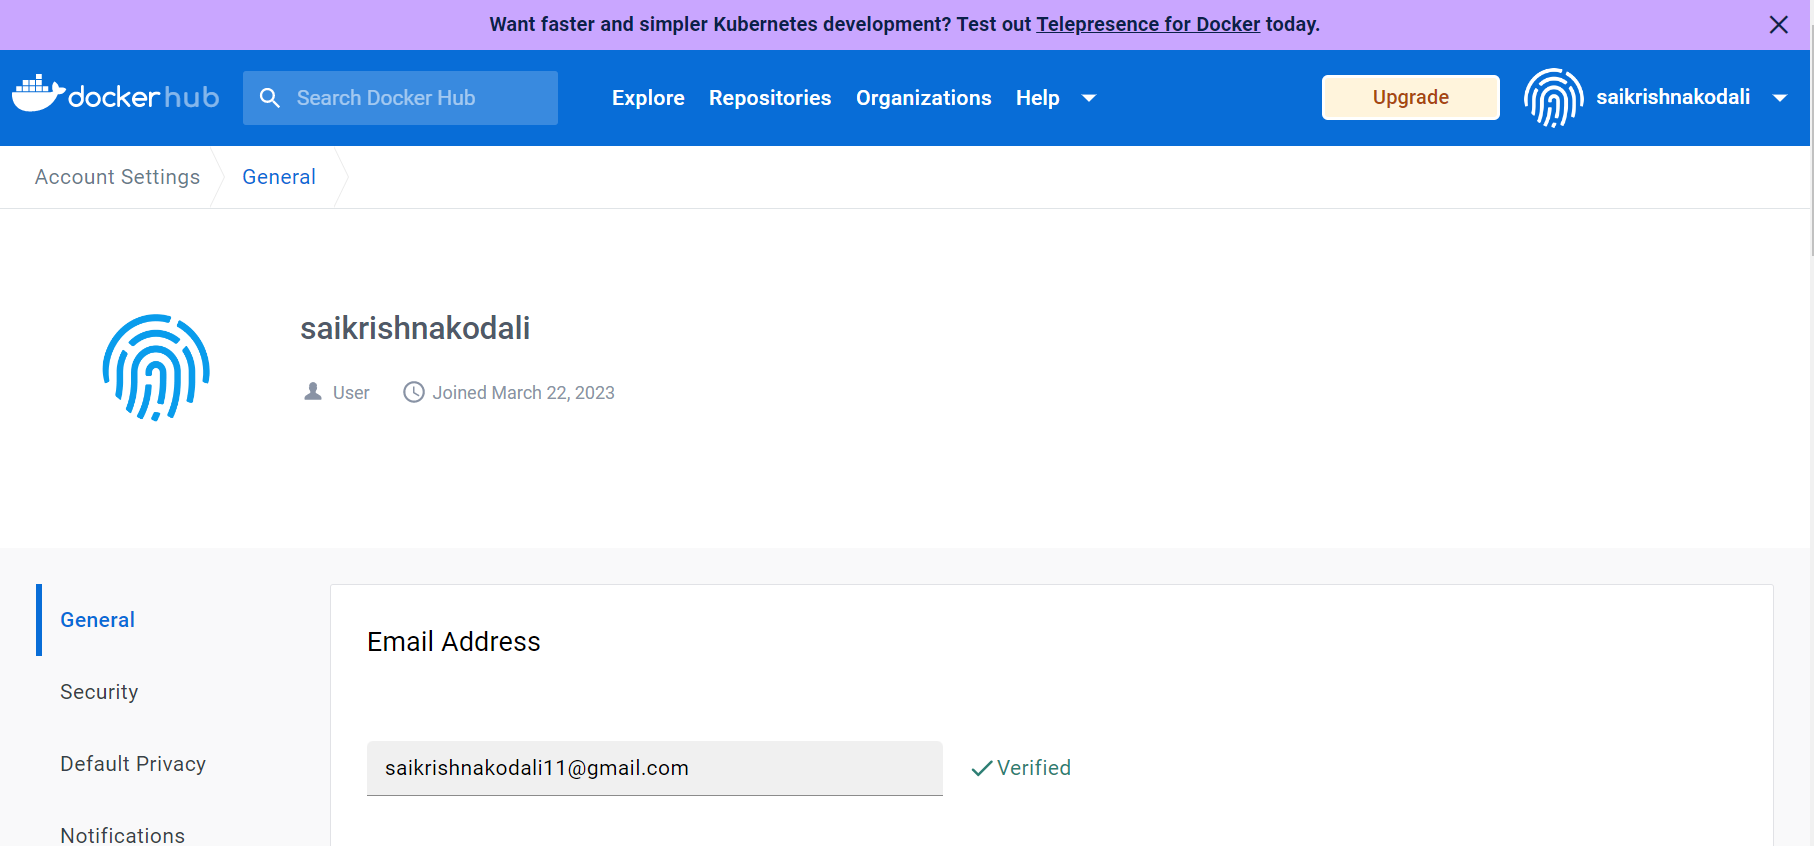 Want faster and simpler Kubernetes development? Test out Telepresence for Docker today.
dockerhub
Search Docker Hub
Explore
Repositories
Organizations
Help
Upgrade
saikrishnakodali
Account Settings
General
saikrishnakodali
User
Joined March 22, 2023
General
Security
Default Privacy
Notifications
Email Address
saikrishnakodali11@gmail.com
Verified